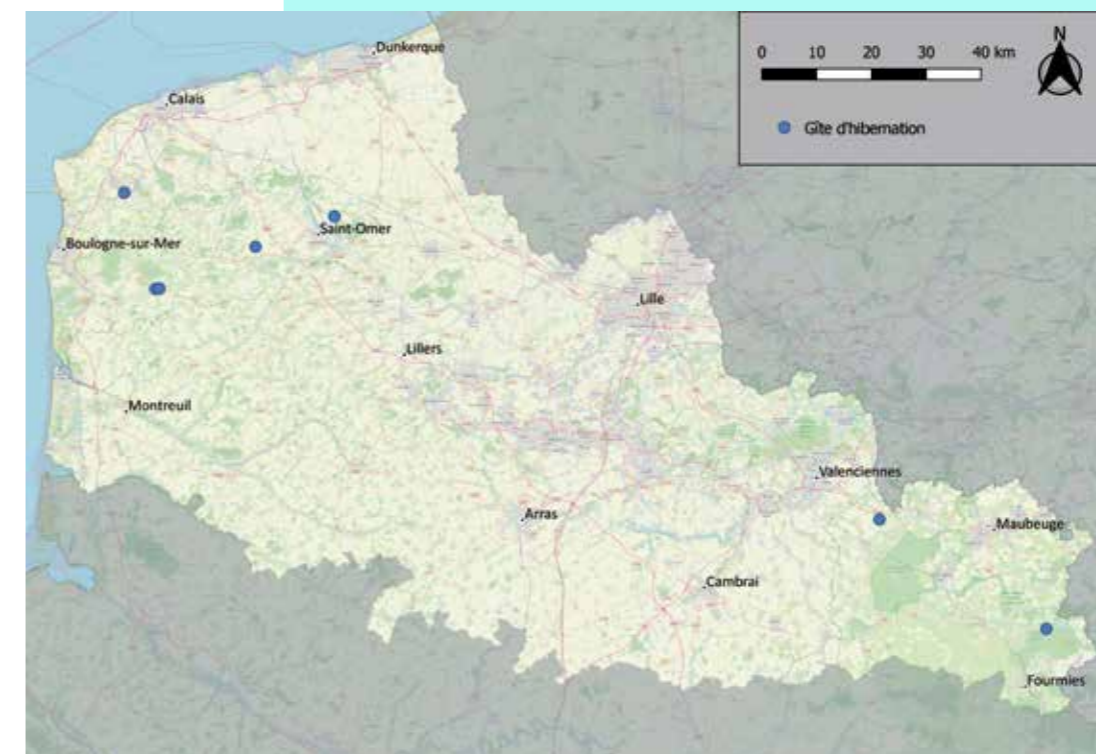 N
0 10 20 30 40 km
Gîte d'hibernation
Dunkerque
Calais
Saint-Omer
Boulogne-sur-Mer
Lille
Lillers
Montreuil
Valenciennes
Arras
Maubeuge
Cambrai
Fourmies